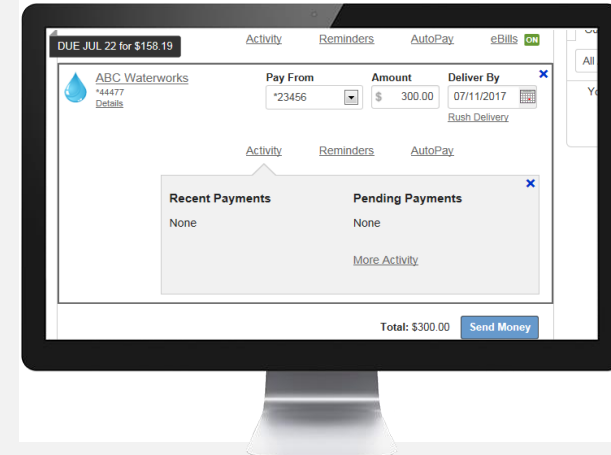 DUE JUL 22 for $158.19
Activity Reminders AutoPay eBills ON
All
ABC Waterworks Pay From Amount Deliver By
*44477 *23456 $ 300.00 07/11/2017
Details
Rush Delivery
Activity Reminders AutoPay
Recent Payments Pending Payments
None None
More Activity
Total: $300.00 Send Money